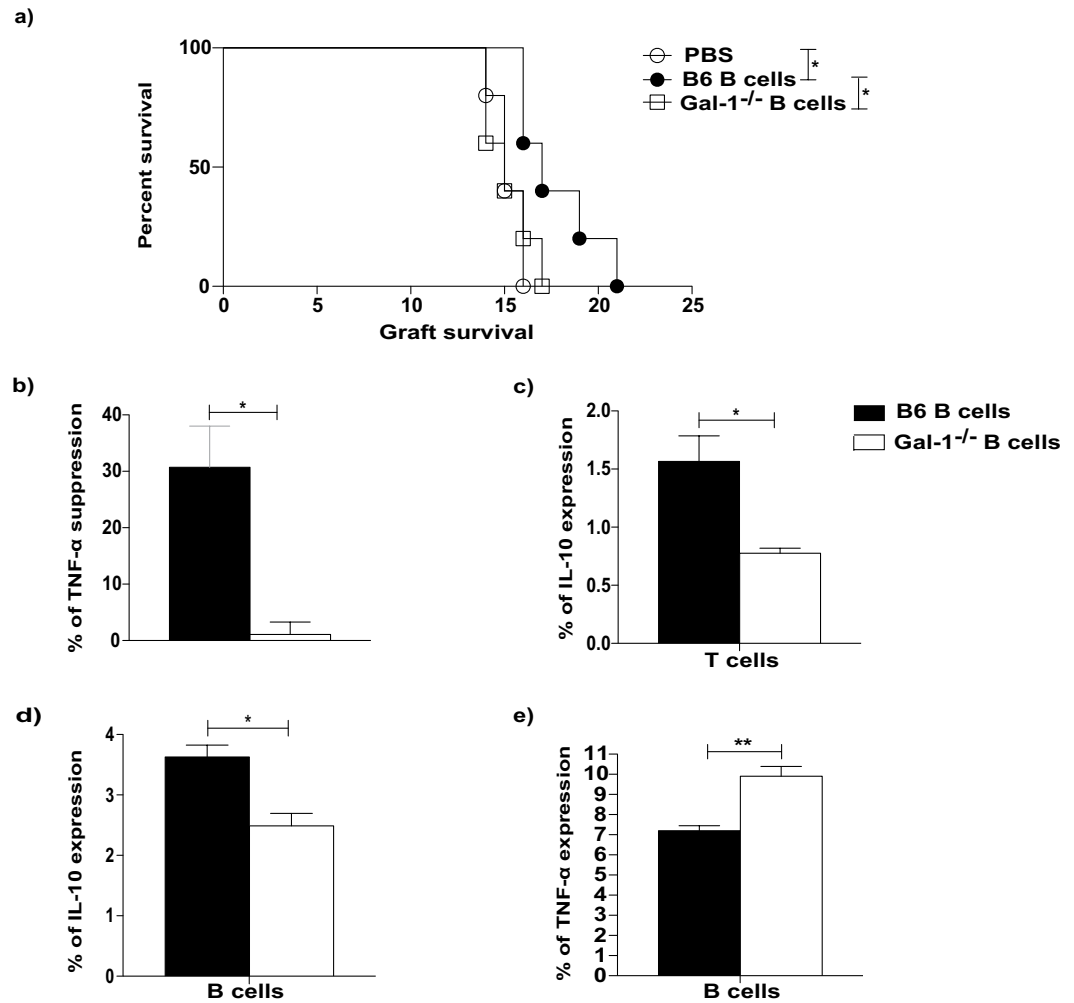 a)
Percent survival
100
50
0
0
5
10
15
20
25
Graft survival
PBS
B6 B cells
Gal-1-/- B cells
*
*
b)
% of TNF-α suppression
40
30
20
10
0
*
c)
% of IL-10 expression
2.0
1.5
1.0
0.5
0.0
*
T cells
B6 B cells
Gal-1-/- B cells
d)
% of IL-10 expression
4
3
2
1
0
*
B cells
e)
% of TNF-α expression
11
10
9
8
7
6
5
4
3
2
1
0
**
B cells